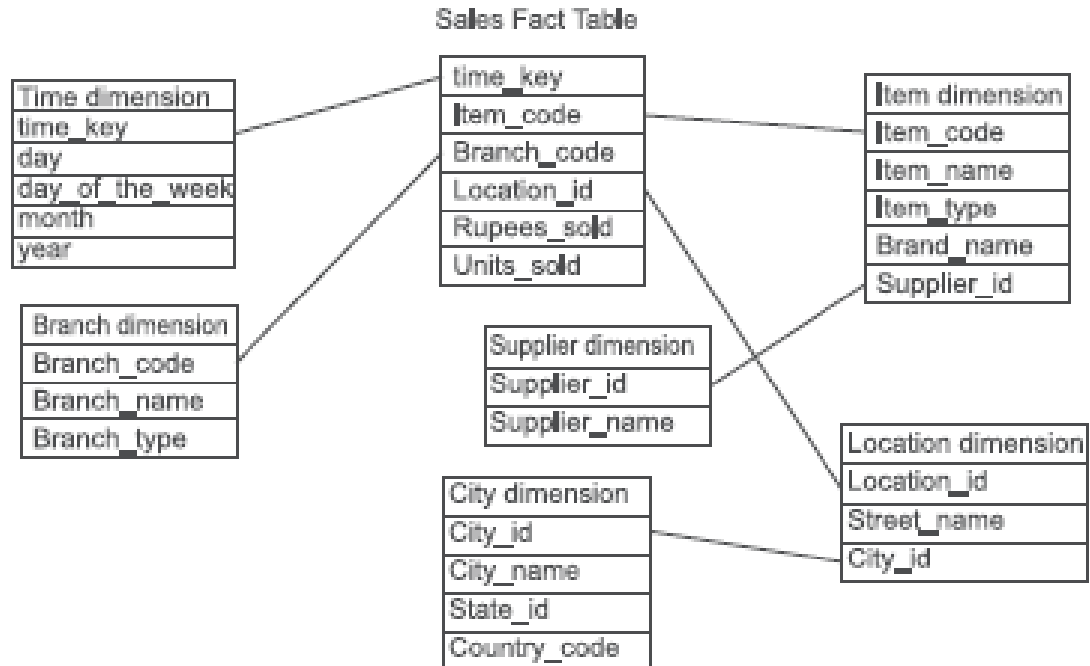 Sales Fact Table
time_key
Item_code
Branch_code
Location_id
Rupees_sold
Units_sold
Time dimension
time_key
day
day_of_the_week
month
year
Item dimension
Item_code
Item_name
Item_type
Brand_name
Supplier_id
Branch dimension
Branch_code
Branch_name
Branch_type
Supplier dimension
Supplier_id
Supplier_name
Location dimension
Location_id
Street_name
City_id
City dimension
City_id
City_name
State_id
Country_code